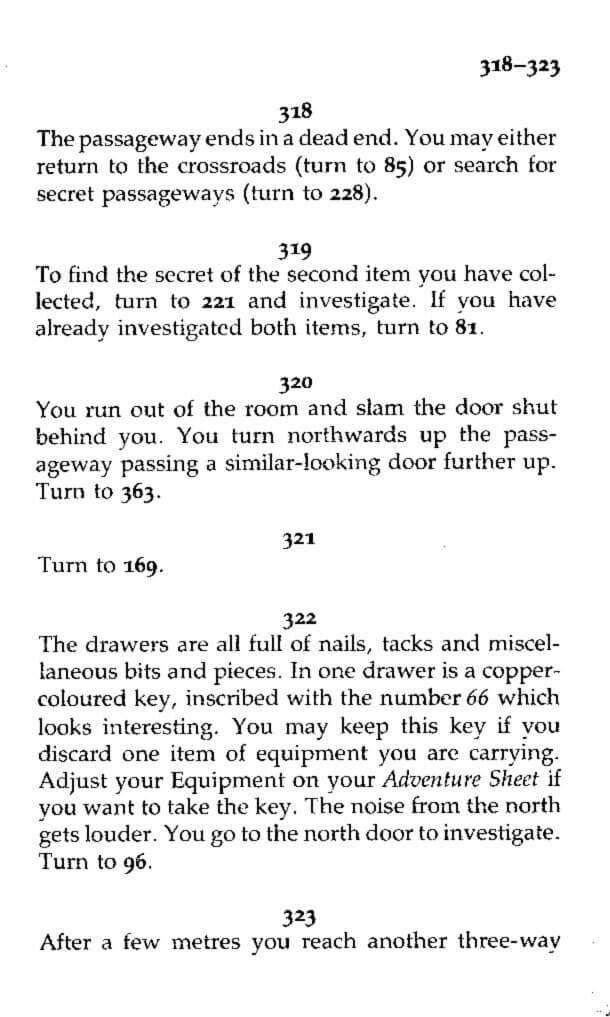 318–323
318
The passageway ends in a dead end. You may either
return to the crossroads (turn to 85) or search for
secret passageways (turn to 228).
319
To find the secret of the second item you have col-
lected, turn to 221 and investigate. If you have
already investigated both items, turn to 81.
320
You run out of the room and slam the door shut
behind you. You turn northwards up the pass-
ageway passing a similar-looking door further up.
Turn to 363.
321
Turn to 169.
322
The drawers are all full of nails, tacks and miscel-
laneous bits and pieces. In one drawer is a copper-
coloured key, inscribed with the number 66 which
looks interesting. You may keep this key if you
discard one item of equipment you are carrying.
Adjust your Equipment on your Adventure Sheet if
you want to take the key. The noise from the north
gets louder. You go to the north door to investigate.
Turn to 96.
323
After a few metres you reach another three-way